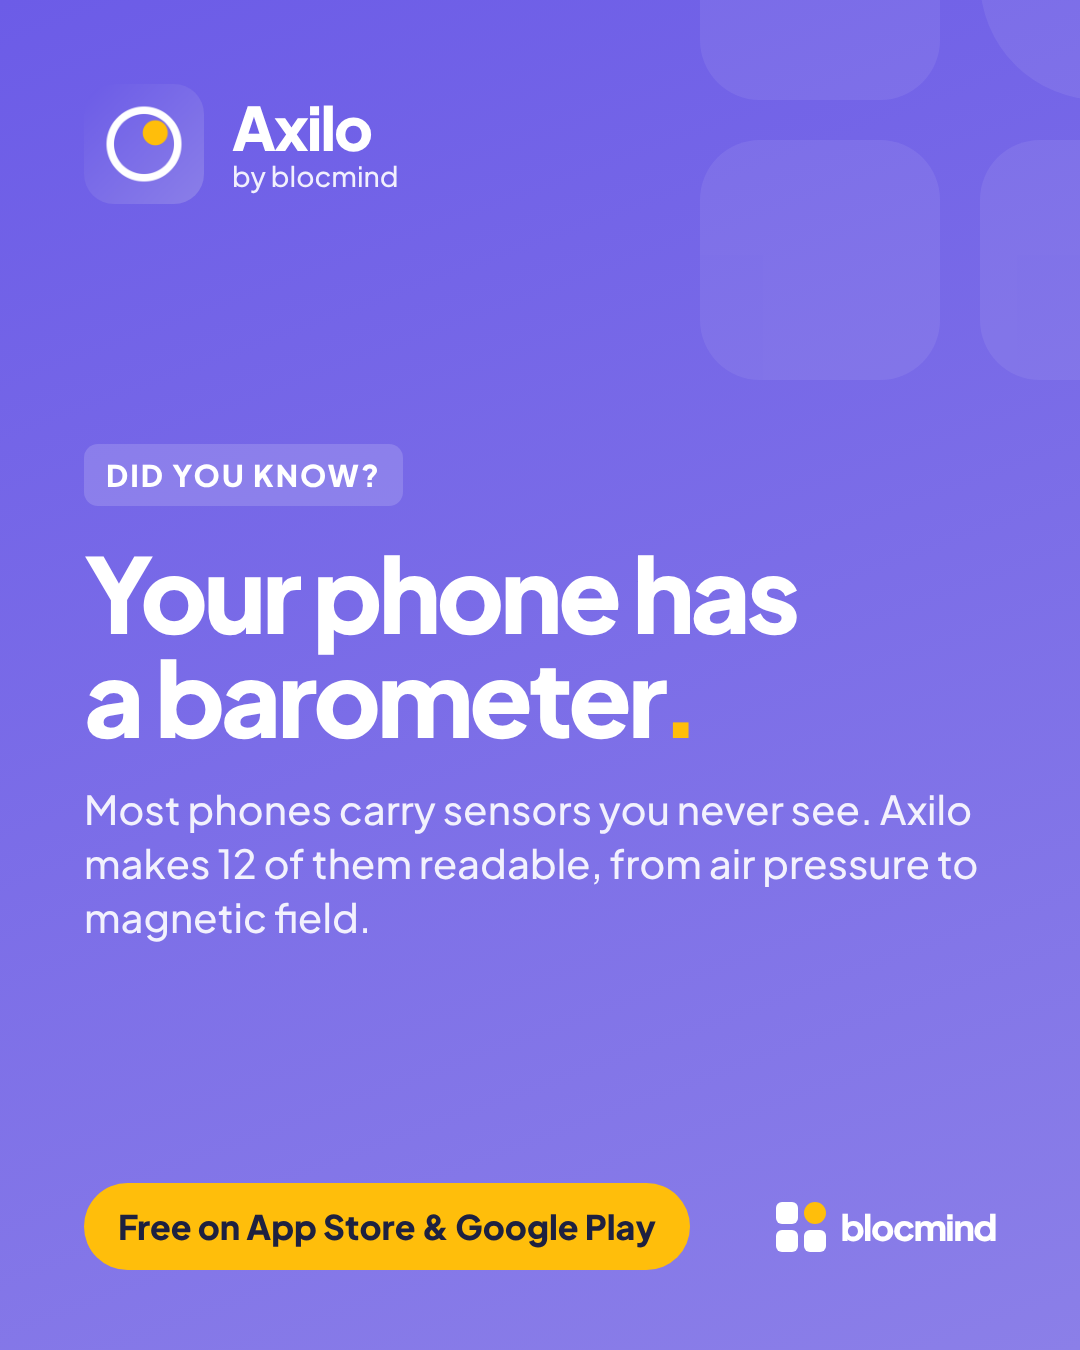 Axilo
by blocmind
DID YOU KNOW?
Your phone has
a barometer.
Most phones carry sensors you never see. Axilo
makes 12 of them readable, from air pressure to
magnetic field.
Free on App Store & Google Play
blocmind